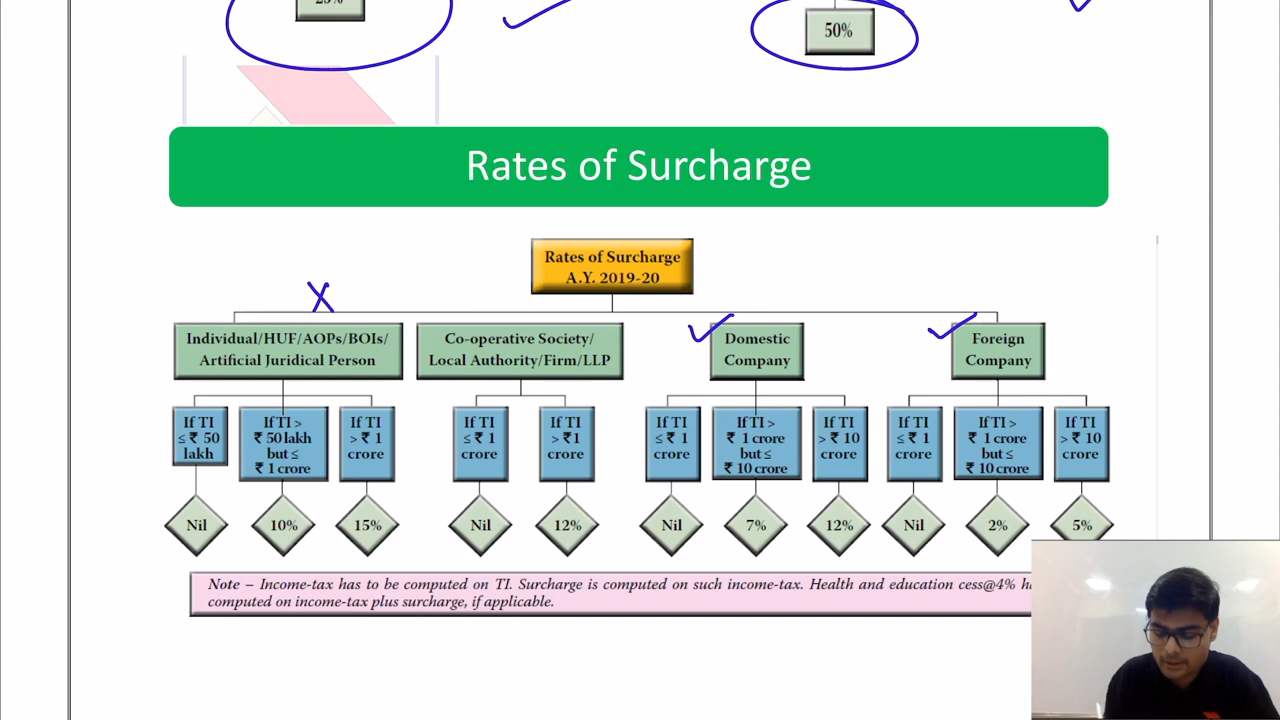 25%
50%
Rates of Surcharge
Rates of Surcharge
A.Y. 2019-20
Individual/HUF/AOPs/BOIs/
Artificial Juridical Person
Co-operative Society/
Local Authority/Firm/LLP
Domestic
Company
Foreign
Company
If TI
≤ ₹ 50
lakh
If TI >
₹ 50 lakh
but ≤
₹ 1 crore
If TI
> ₹ 1
crore
If TI
≤ ₹ 1
crore
If TI
>₹1
crore
If TI
≤ ₹ 1
crore
If TI >
₹ 1 crore
but ≤
₹ 10 crore
If TI
> ₹ 10
crore
If TI
≤ ₹ 1
crore
If TI >
₹ 1 crore
but ≤
₹ 10 crore
If TI
> ₹ 10
crore
Nil
10%
15%
Nil
12%
Nil
7%
12%
Nil
2%
5%
Note – Income-tax has to be computed on TI. Surcharge is computed on such income-tax. Health and education cess@4%
computed on income-tax plus surcharge, if applicable.